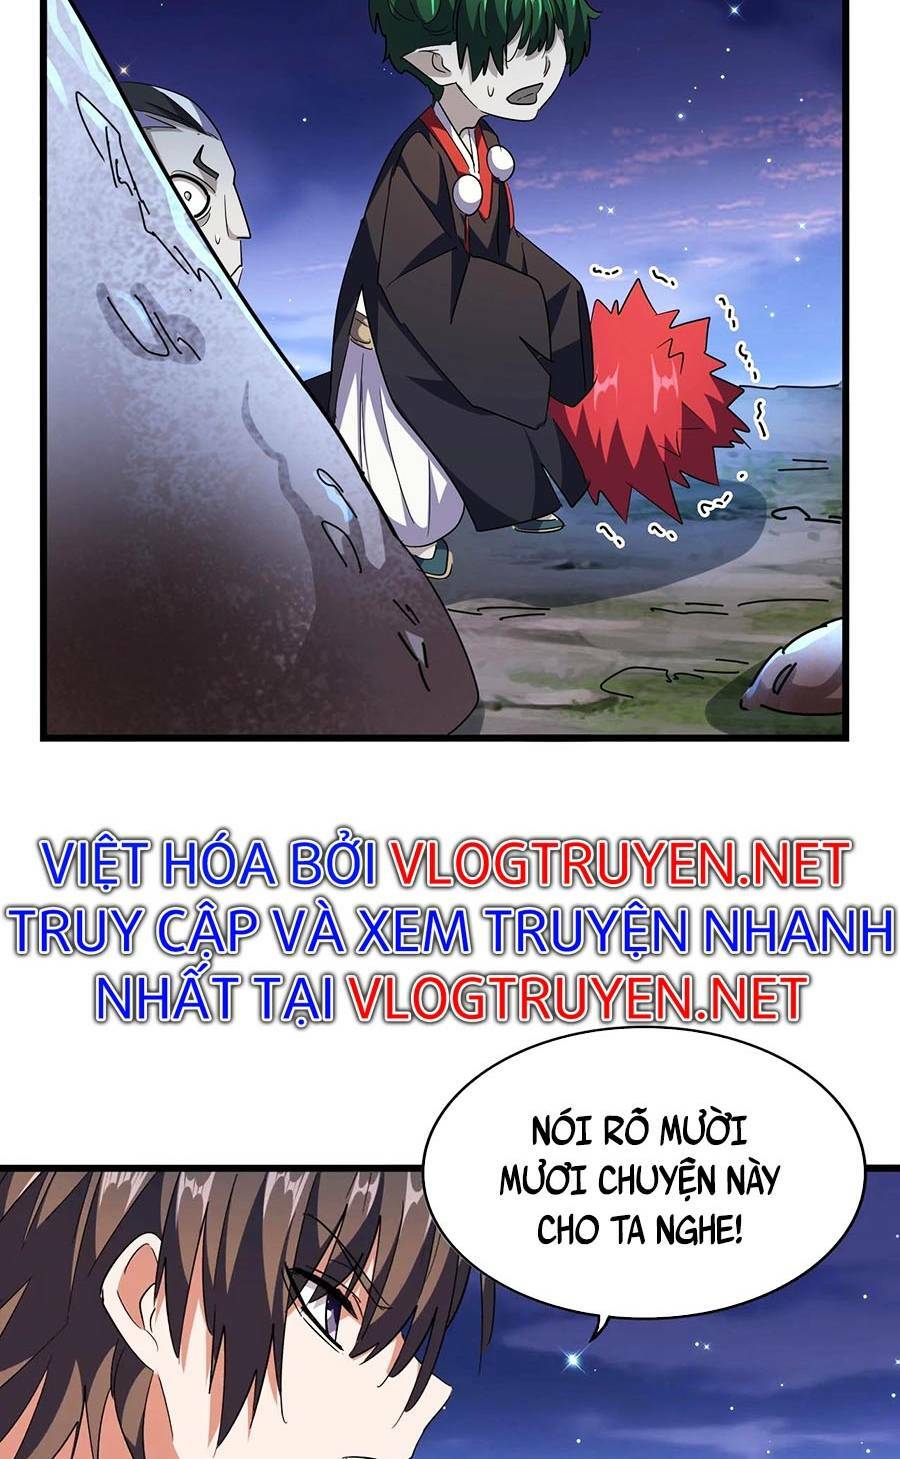 VIỆT HÓA BỞI VLOGTRUYEN.NET
TRUY CẬP VÀ XEM TRUYỆN NHANH
NHẤT TẠI VLOGTRUYEN.NET
NÓI RÕ MƯỜI
MƯƠI CHUYỆN NÀY
CHO TA NGHE!